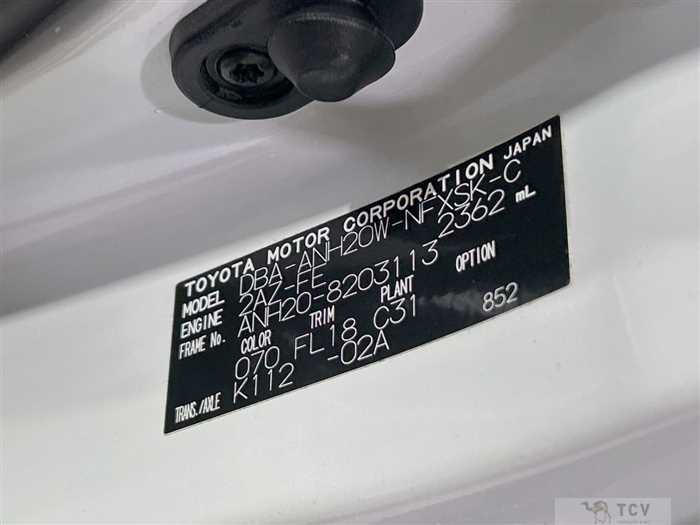 TOYOTA MOTOR CORPORATION JAPAN
MODEL DBA-ANH20W-NFXSK-C
ENGINE 2AZ-FE 2362 mL
FRAME No. ANH20-8203113
COLOR TRIM PLANT OPTION
070 FL18 C31 852
TRANS./AXLE K112 -02A
TCV